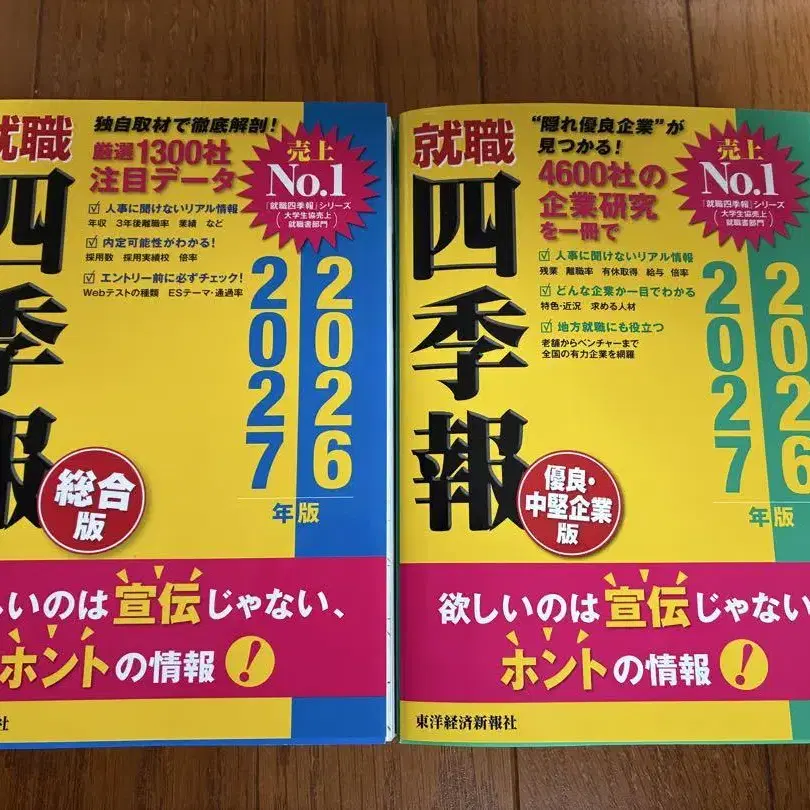 就職
四季報
独自取材で徹底解剖!
厳選1300社
注目データ
売上
No.1
『就職四季報』シリーズ
(大学生協売上
就職書部門)
☑ 人事に聞けないリアル情報
年収 3年後離職率 業績 など
☑ 内定可能性がわかる!
採用数 採用実績校 倍率
☑ エントリー前に必ずチェック!
Webテストの種類 ESテーマ・通過率
2026
2027
年版
総合
版
しいのは宣伝じゃない、
ホントの情報!
社
就職
四季報
“隠れ優良企業”が
見つかる!
4600社の
企業研究
を一冊で
売上
No.1
『就職四季報』シリーズ
(大学生協売上
就職書部門)
☑ 人事に聞けないリアル情報
残業 離職率 有休取得 給与 倍率
☑ どんな企業か一目でわかる
特色・近況 求める人材
☑ 地方就職にも役立つ
老舗からベンチャーまで
全国の有力企業を網羅
2026
2027
年版
優良・
中堅企業
版
欲しいのは宣伝じゃない
ホントの情報!
東洋経済新報社